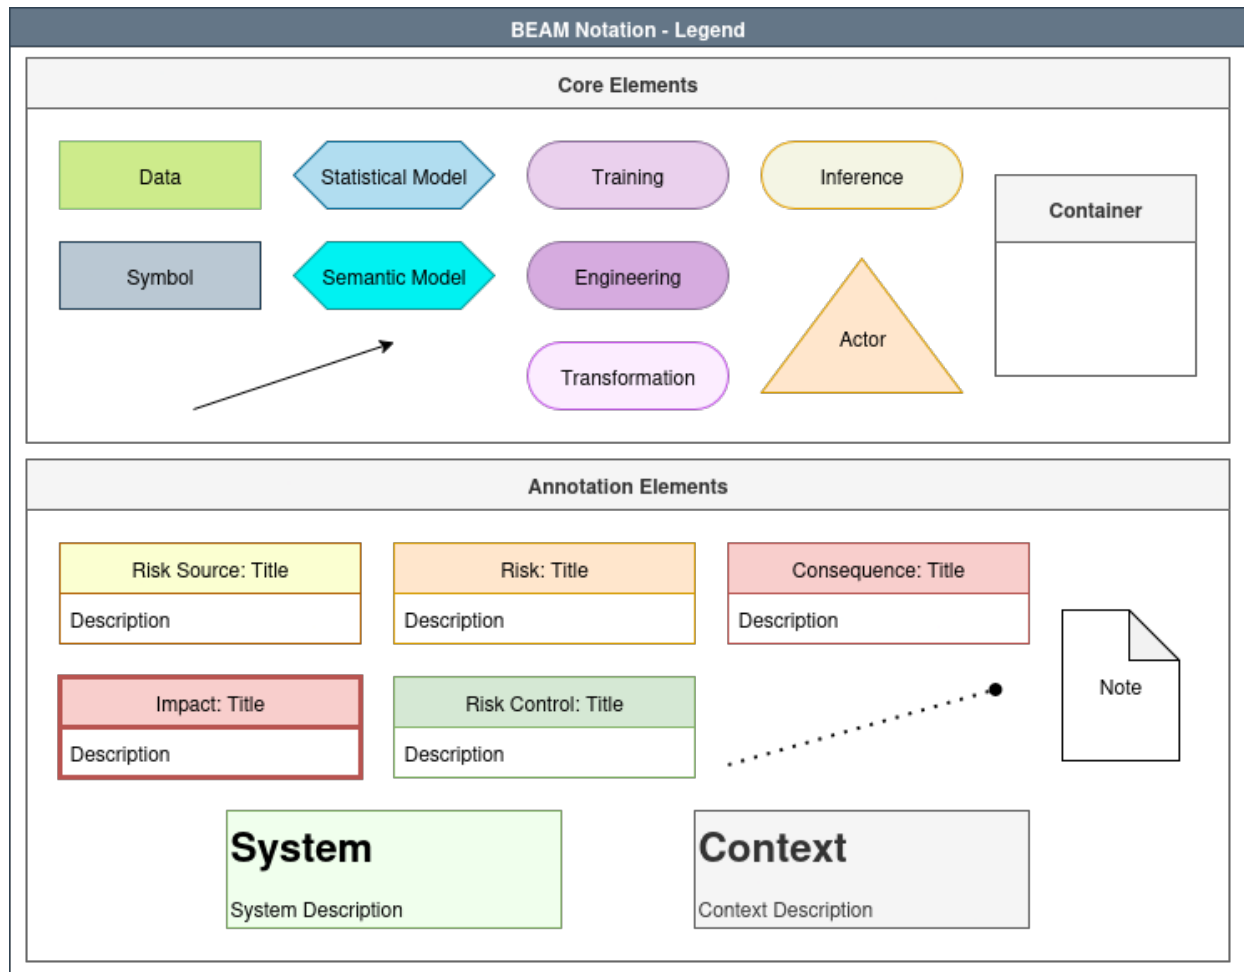 BEAM Notation - Legend
Core Elements
Data
Statistical Model
Training
Inference
Container
Symbol
Semantic Model
Engineering
Actor
Transformation
Annotation Elements
Risk Source: Title
Description
Risk: Title
Description
Consequence: Title
Description
Note
Impact: Title
Description
Risk Control: Title
Description
System
System Description
Context
Context Description